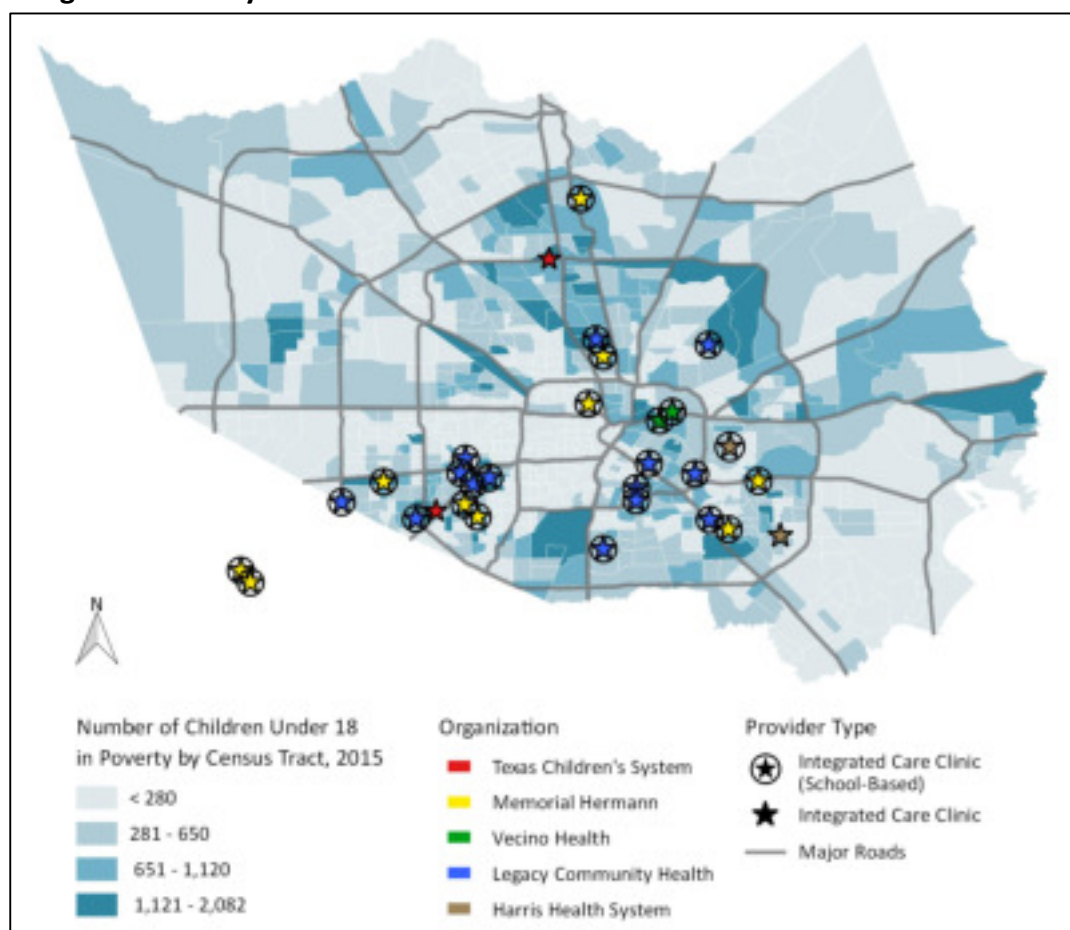 N
Number of Children Under 18
in Poverty by Census Tract, 2015
< 280
281 - 650
651 - 1,120
1,121 - 2,082
Organization
Texas Children's System
Memorial Hermann
Vecino Health
Legacy Community Health
Harris Health System
Provider Type
Integrated Care Clinic
(School-Based)
Integrated Care Clinic
Major Roads